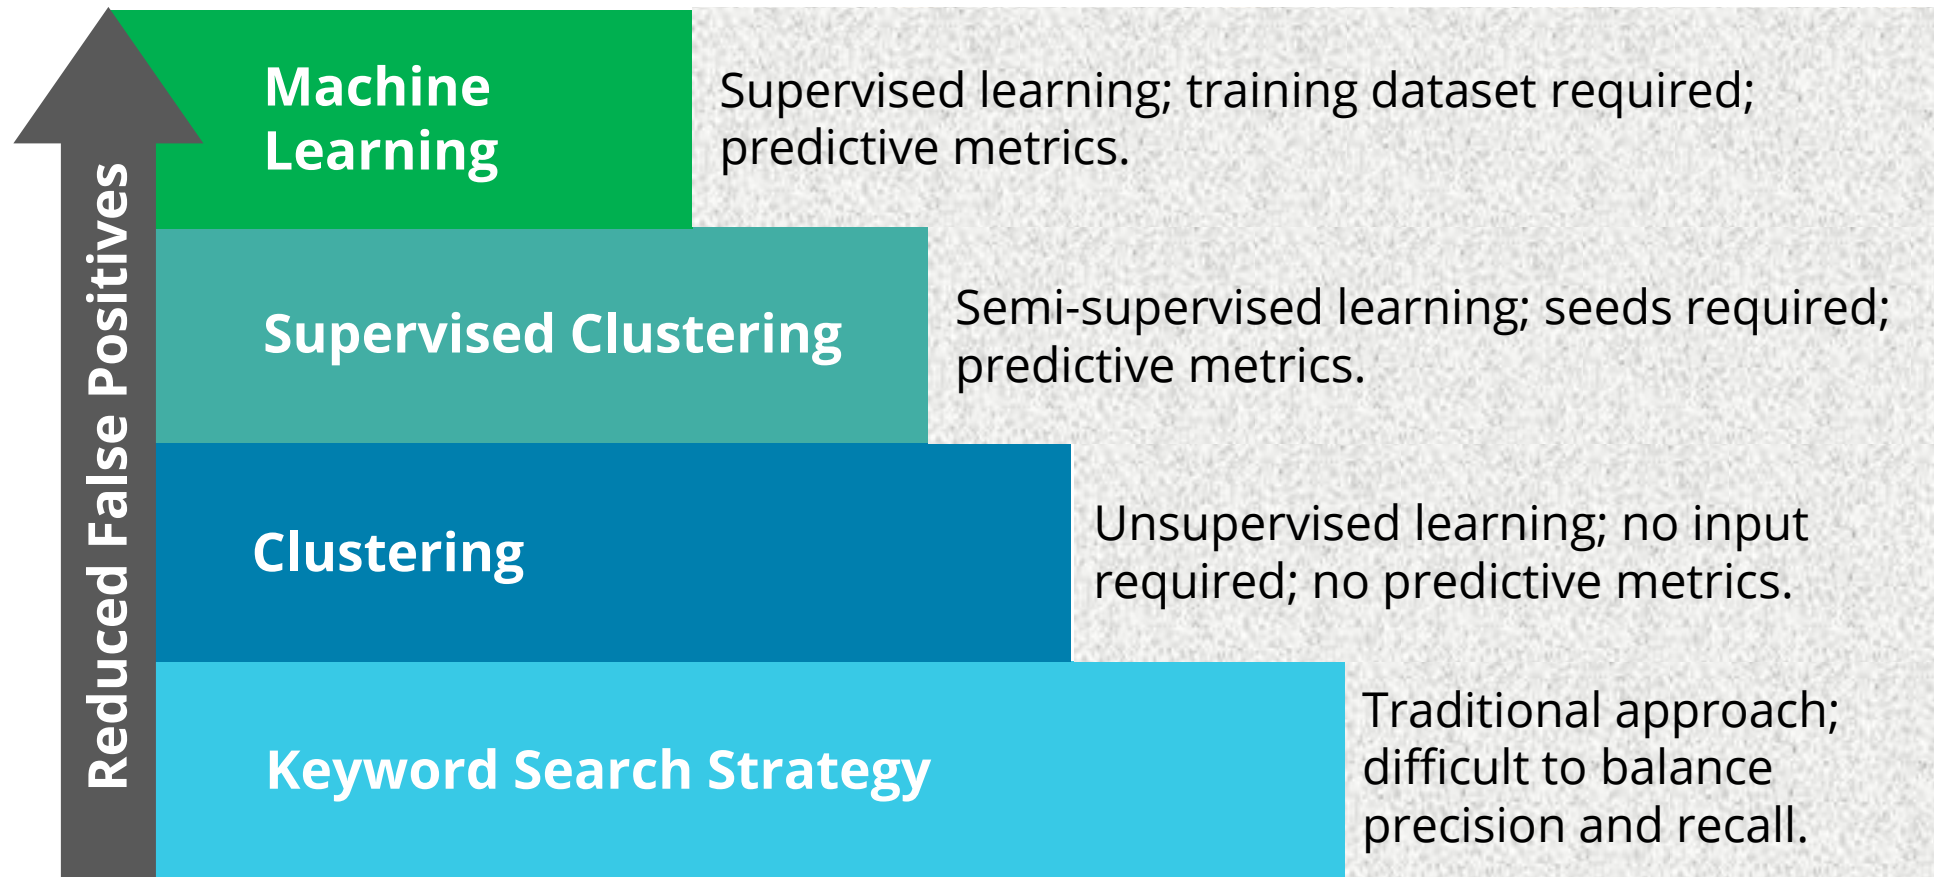 Reduced False Positives
Machine
Learning
Supervised learning; training dataset required;
predictive metrics.
Supervised Clustering
Semi-supervised learning; seeds required;
predictive metrics.
Clustering
Unsupervised learning; no input
required; no predictive metrics.
Keyword Search Strategy
Traditional approach;
difficult to balance
precision and recall.